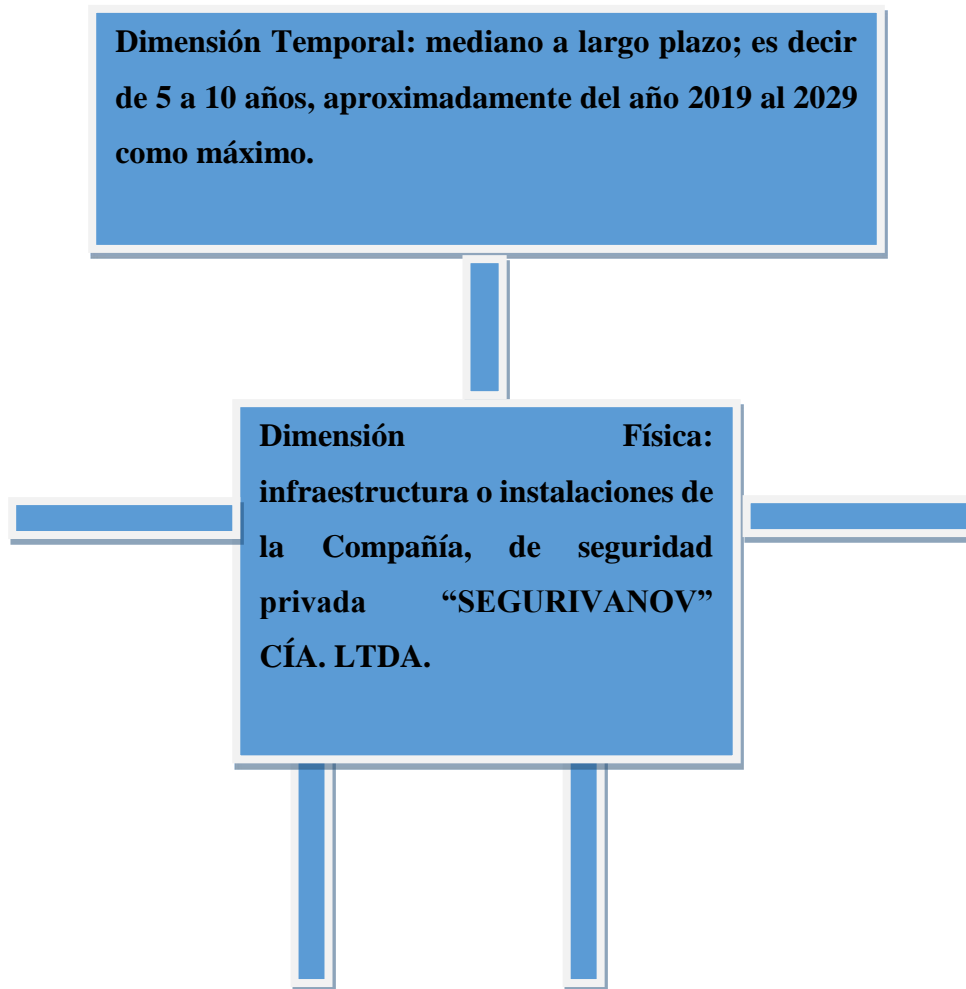 Dimensión Temporal: mediano a largo plazo; es decir
de 5 a 10 años, aproximadamente del año 2019 al 2029
como máximo.
Dimensión Física:
infraestructura o instalaciones de
la Compañía, de seguridad
privada “SEGURIVANOV”
CÍA. LTDA.